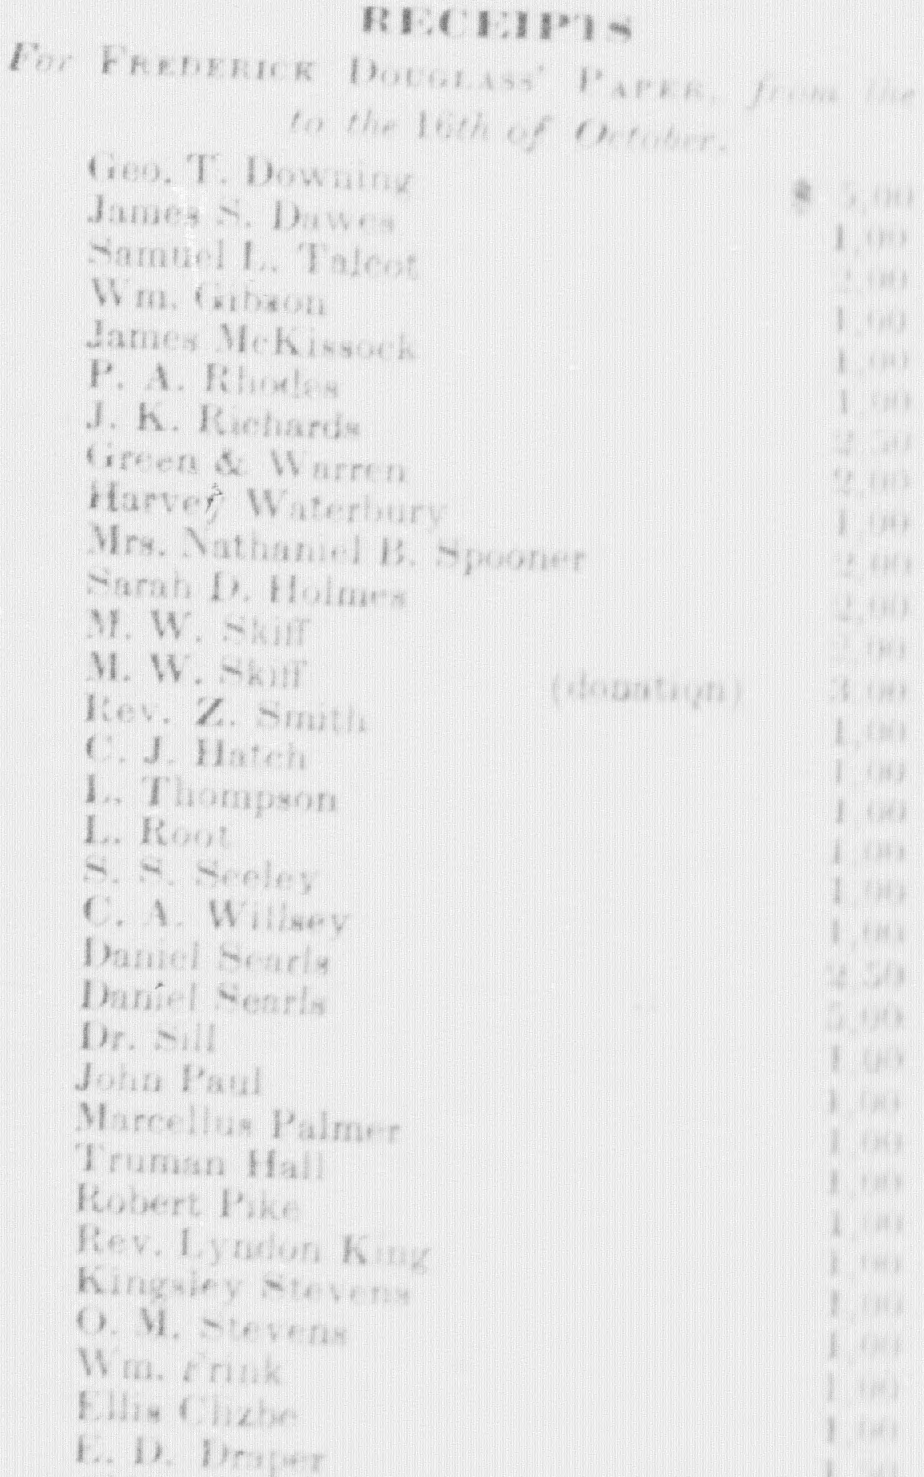 RECEIPTS
For FREDERICK DOUGLASS' PAPER, from the
to the 16th of October.
Geo. T. Downing $ 5,00
James S. Dawes 1,00
Samuel L. Talcot 2,00
Wm. Gibson 1,00
James McKissock 1,00
P. A. Rhodes 1,00
J. K. Richards 2,50
Green & Warren 2,00
Harvey Waterbury 1,00
Mrs. Nathaniel B. Spooner 2,00
Sarah D. Holmes 2,00
M. W. Skiff 2,00
M. W. Skiff (donation) 3,00
Rev. Z. Smith 1,00
C. J. Hatch 1,00
L. Thompson 1,00
L. Root 1,00
S. S. Seeley 1,00
C. A. Willsey 1,00
Daniel Searls 2,50
Daniel Searls 5,00
Dr. Sill 1,00
John Paul 1,00
Marcellus Palmer 1,00
Truman Hall 1,00
Robert Pike 1,00
Rev. Lyndon King 1,00
Kingsley Stevens 1,00
O. M. Stevens 1,00
Wm. Frink 1,00
Ellis Clizbe 1,00
E. D. Draper